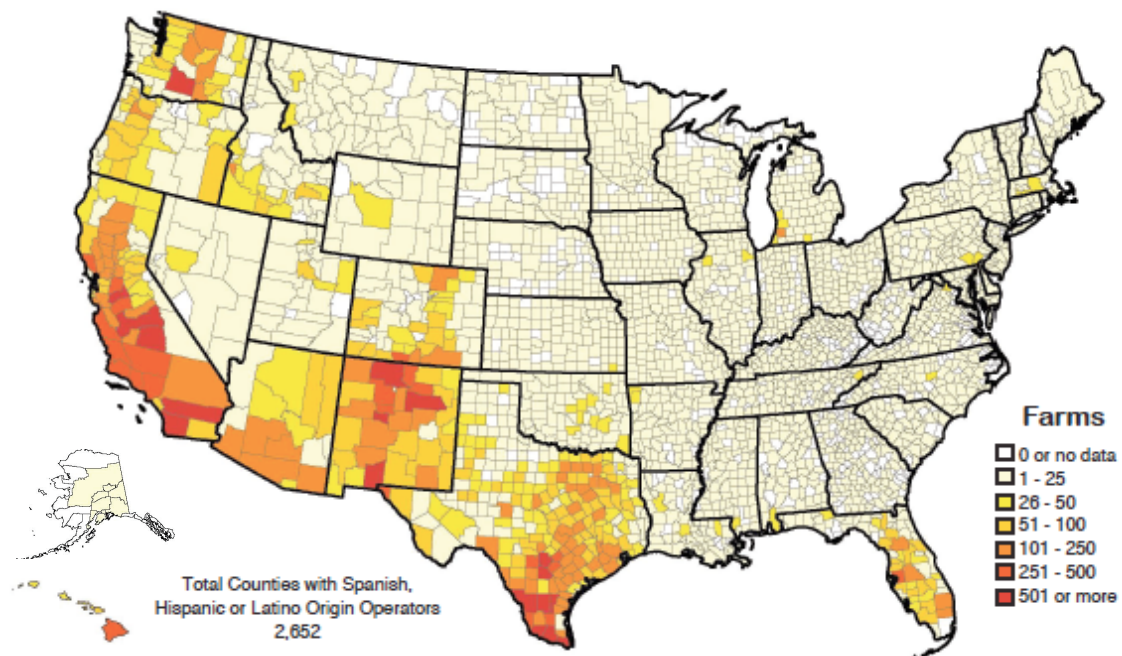 Farms
0 or no data
1 - 25
26 - 50
51 - 100
101 - 250
251 - 500
501 or more
Total Counties with Spanish,
Hispanic or Latino Origin Operators
2,652